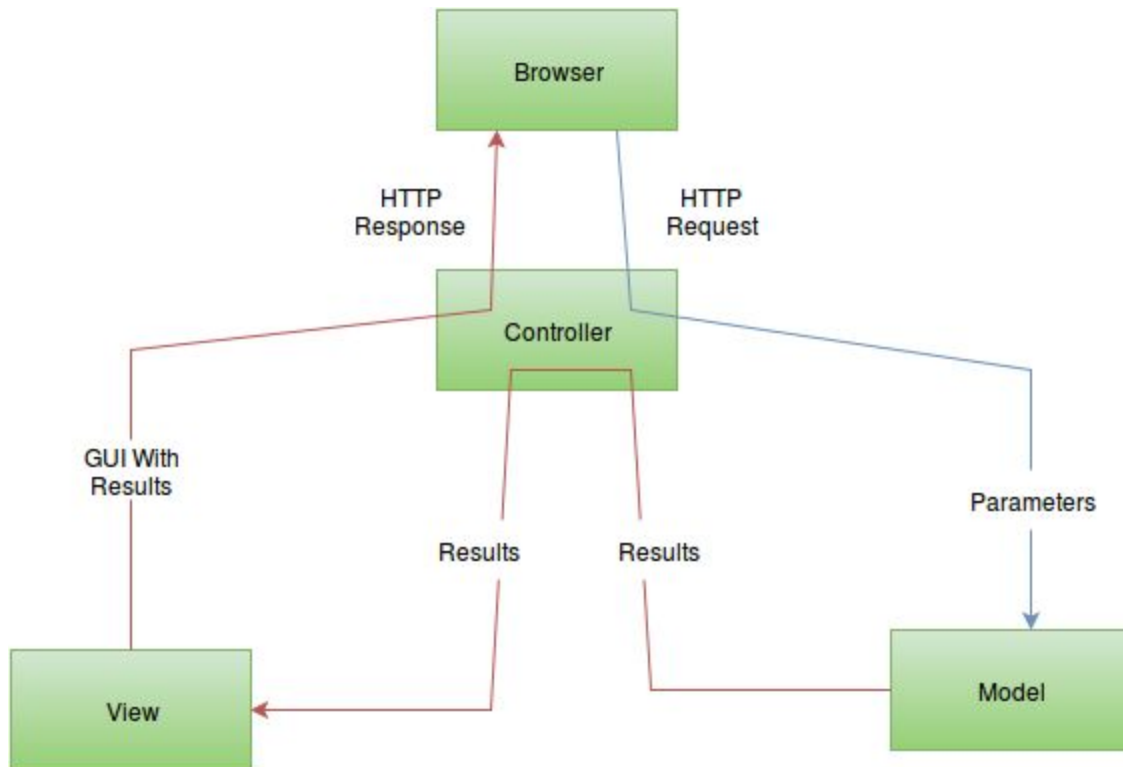 Browser
HTTP
Response
HTTP
Request
Controller
GUI With
Results
Parameters
Results
Results
View
Model